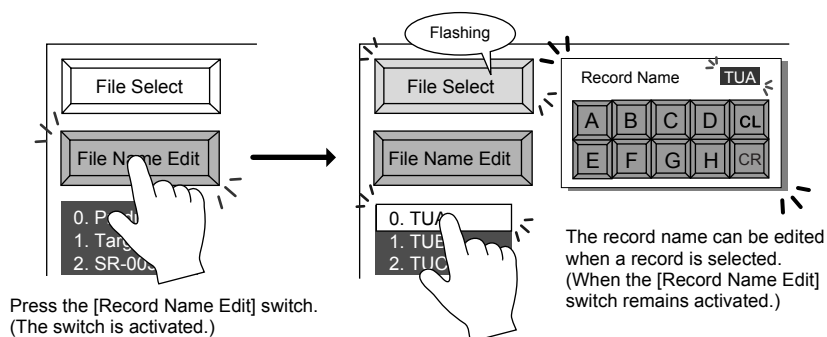 File Select
File Name Edit
0. P
1. Targ
2. SR-00
Press the [Record Name Edit] switch.
(The switch is activated.)
Flashing
File Select
File Name Edit
0. TUA
1. TUB
2. TUC
Record Name TUA
A B C D CL
E F G H CR
The record name can be edited
when a record is selected.
(When the [Record Name Edit]
switch remains activated.)